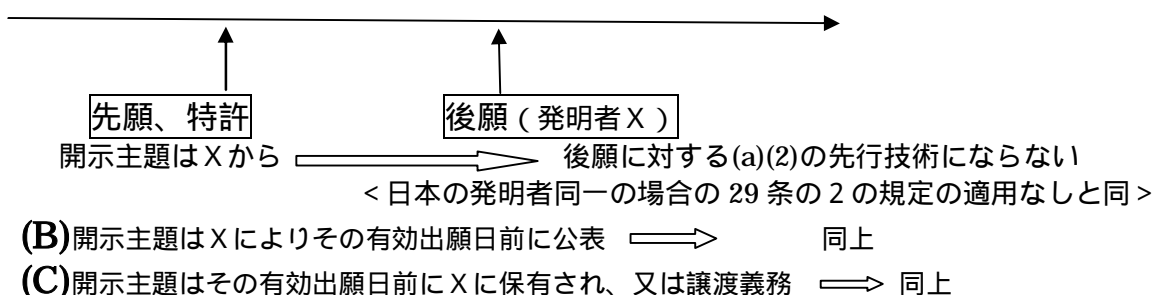 先願、特許 後願(発明者X)
開示主題はXから 後願に対する(a)(2)の先行技術にならない
<日本の発明者同一の場合の 29 条の 2 の規定の適用なしと同>
(B)開示主題はXによりその有効出願日前に公表 同上
(C)開示主題はその有効出願日前にXに保有され、又は譲渡義務 同上